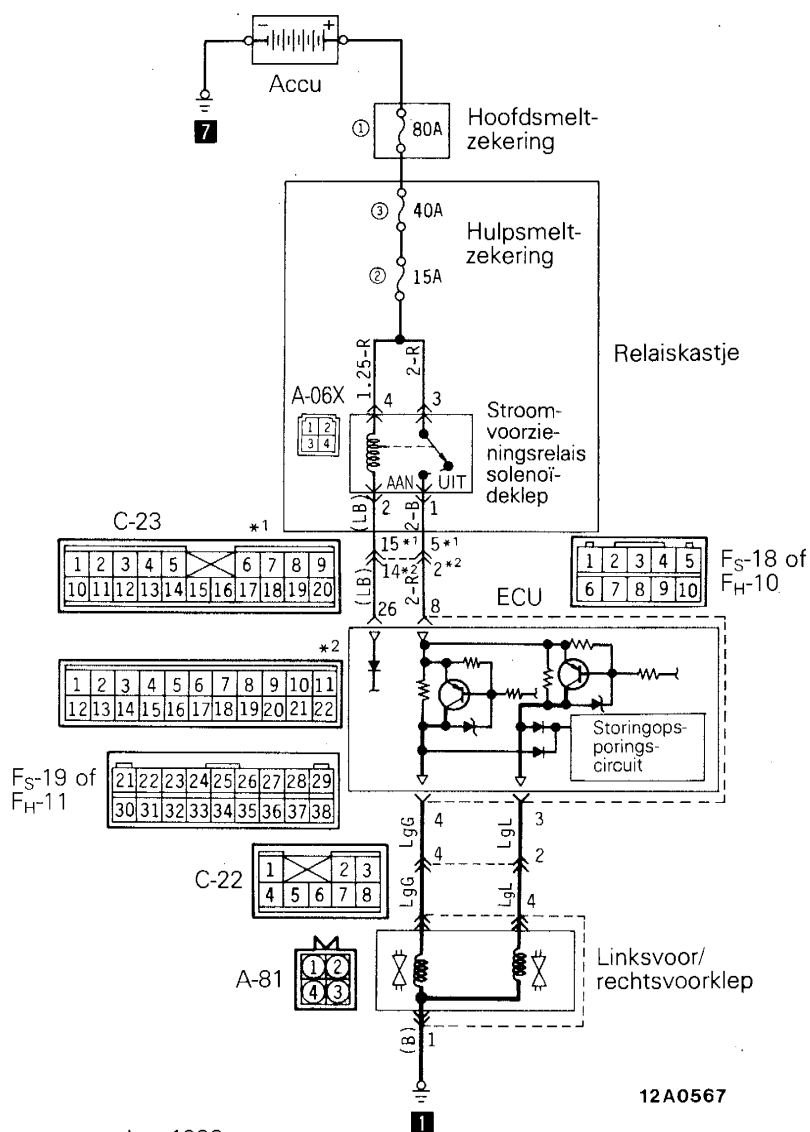 - +
Accu
7
① 80A
Hoofdsmelt-
zekering
③ 40A
Hulpsmelt-
zekering
② 15A
Relaiskastje
1.25-R
2-R
A-06X
4 3
1 2
3 4
Stroom-
voorzie-
ningsrelais
solenoï-
deklep
AAN UIT
(LB) 2 2-B 1
C-23 *1
1 2 3 4 5 6 7 8 9
10 11 12 13 14 15 16 17 18 19 20
15*1 5*1
14*2 2*2
(LB) 2-R
26 8
ECU
1 2 3 4 5
6 7 8 9 10
FS-18 of
FH-10
*2
1 2 3 4 5 6 7 8 9 10 11
12 13 14 15 16 17 18 19 20 21 22
Storingops-
porings-
circuit
FS-19 of
FH-11
21 22 23 24 25 26 27 28 29
30 31 32 33 34 35 36 37 38
LgG 4 LgL 3
4 2
C-22
1 2 3
4 5 6 7 8
LgG LgL 4
A-81
1 2
4 3
Linksvoor/
rechtsvoorklep
(B) 1
1
12A0567